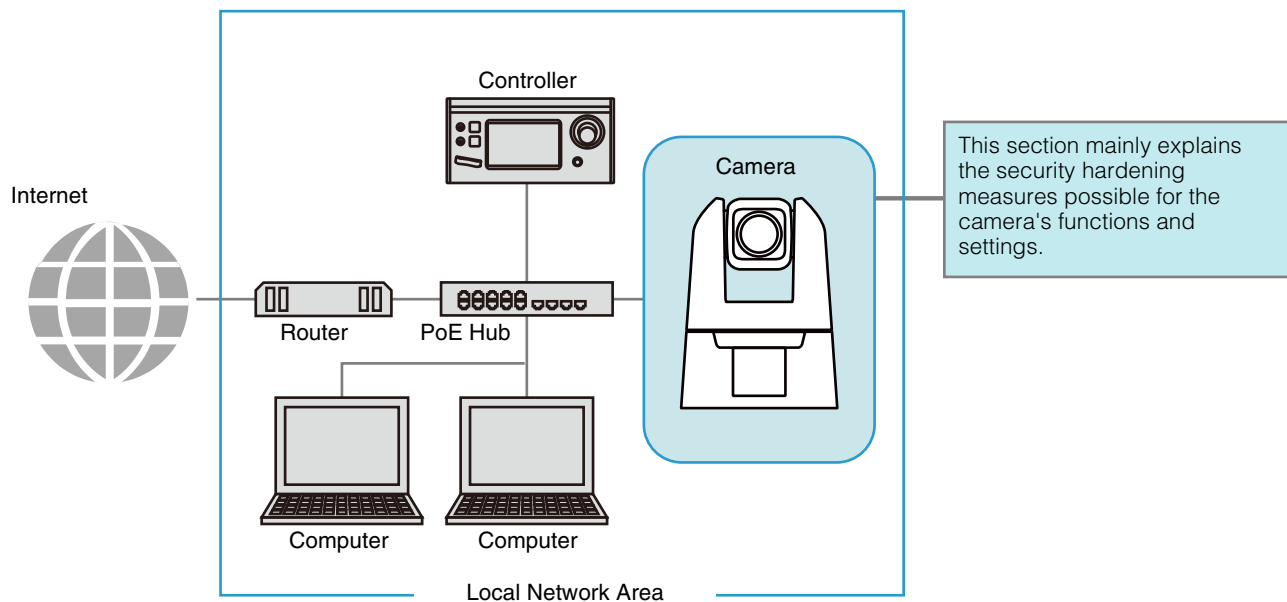 Controller
Camera
This section mainly explains
the security hardening
measures possible for the
camera's functions and
settings.
Internet
Router
PoE Hub
Computer
Computer
Local Network Area